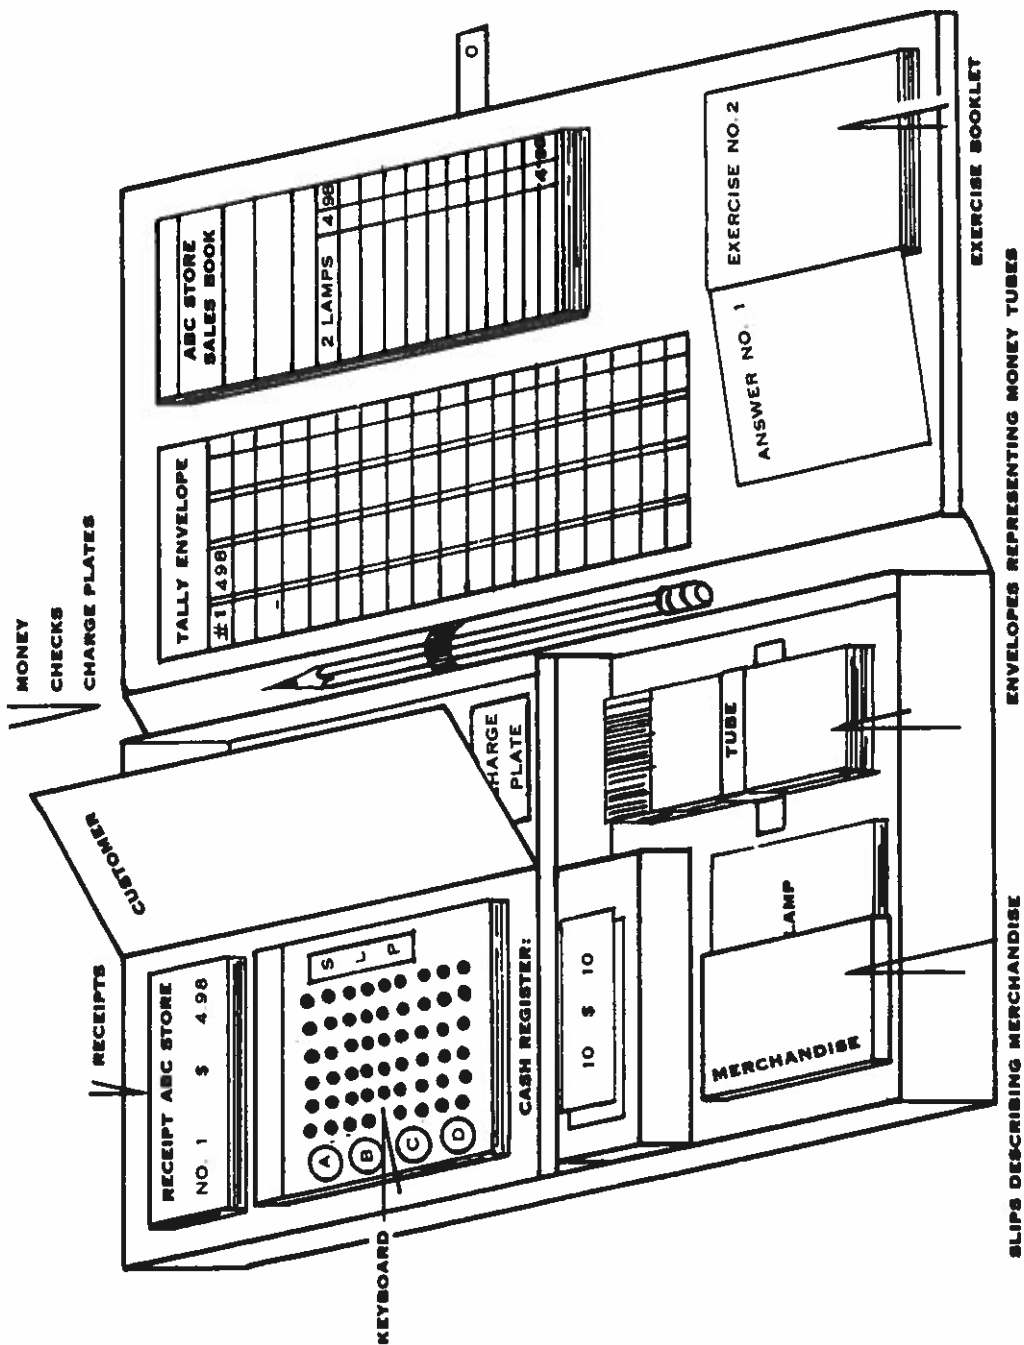 MONEY
CHECKS
CHARGE PLATES
RECEIPTS
RECEIPT ABC STORE
NO. 1 $ 4.98
CUSTOMER
S
L
P
A
B
C
D
KEYBOARD
CASH REGISTER:
HARGE
PLATE
10 $ 10
MERCHANDISE
LAMP
TUBE
TALLY ENVELOPE
#1 498
ABC STORE
SALES BOOK
2 LAMPS 4 98
4.98
ANSWER NO. 1
EXERCISE NO. 2
EXERCISE BOOKLET
SLIPS DESCRIBING MERCHANDISE
ENVELOPES REPRESENTING MONEY TUBES